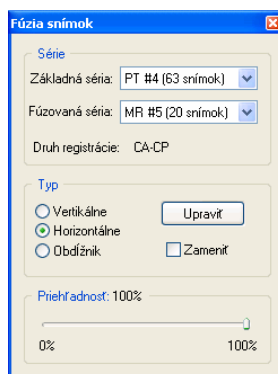 Fúzia snímok
Série
Základná séria: PT #4 (63 snímok)
Fúzovaná séria: MR #5 (20 snímok)
Druh registrácie: CA-CP
Typ
Vertikálne
Upraviť
Horizontálne
Obdĺžnik
Zameniť
Priehľadnosť: 100%
0% 100%